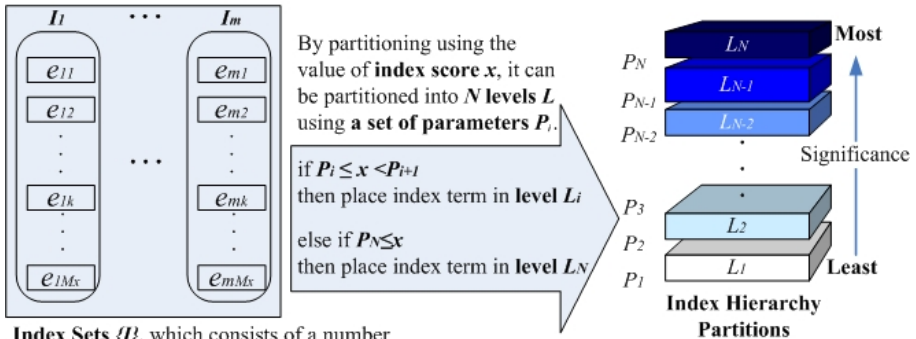 I1 • • • Im
e11 em1
e12 em2
• • •
e1k emk
e1Mx emMx
Index Sets {I}, which consists of a number
By partitioning using the
value of index score x, it can
be partitioned into N levels L
using a set of parameters Pi.
if Pi ≤ x <Pi+1
then place index term in level Li
else if PN≤x
then place index term in level LN
LN Most
PN
LN-1
PN-1
LN-2
PN-2
Significance
P3
L2
P2
L1 Least
P1
Index Hierarchy
Partitions